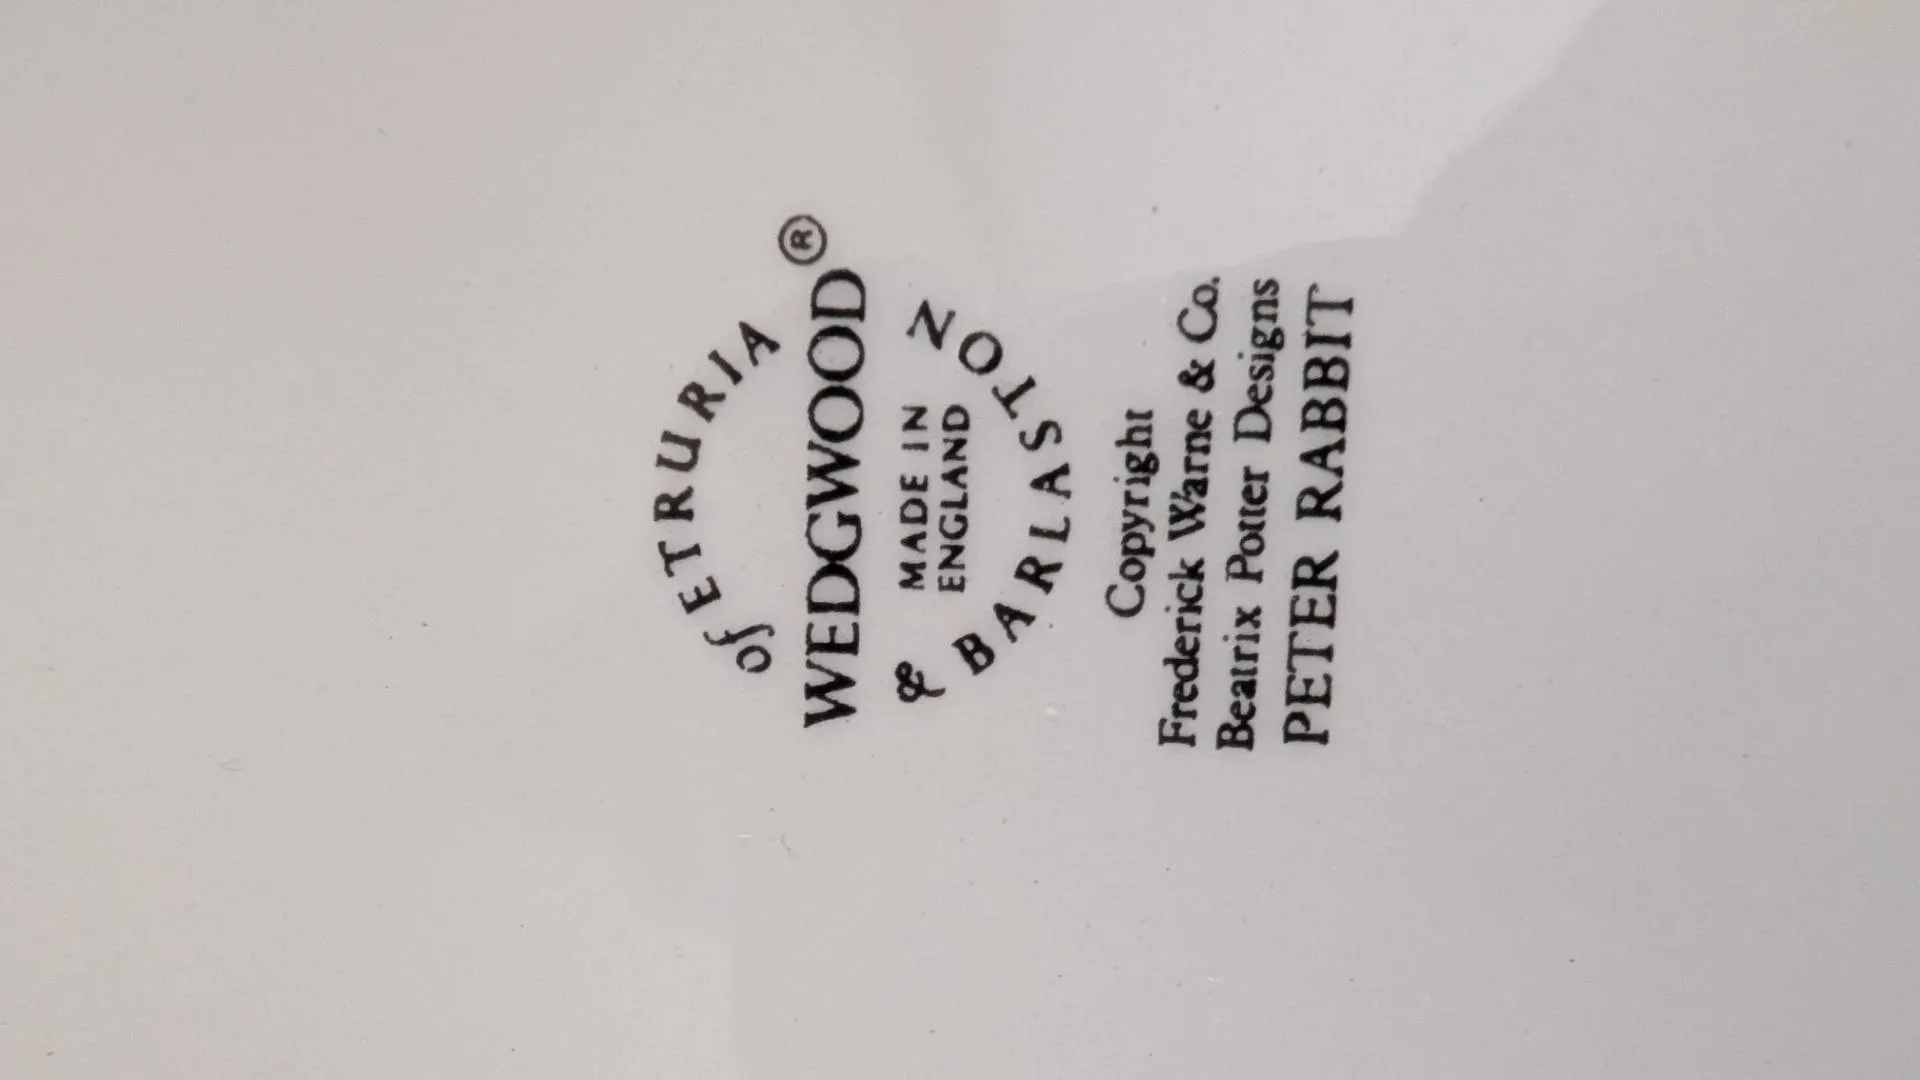 of ETRURIA
WEDGWOOD®
MADE IN
ENGLAND
& BARLASTON
Copyright
Frederick Warne & Co.
Beatrix Potter Designs
PETER RABBIT